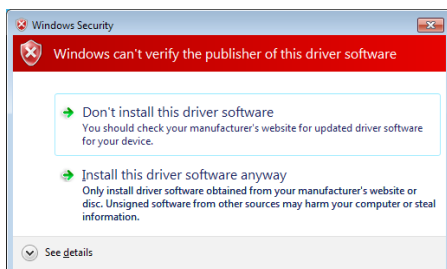 Windows Security
Windows can't verify the publisher of this driver software
Don't install this driver software
You should check your manufacturer's website for updated driver software
for your device.
Install this driver software anyway
Only install driver software obtained from your manufacturer's website or
disc. Unsigned software from other sources may harm your computer or steal
information.
See details